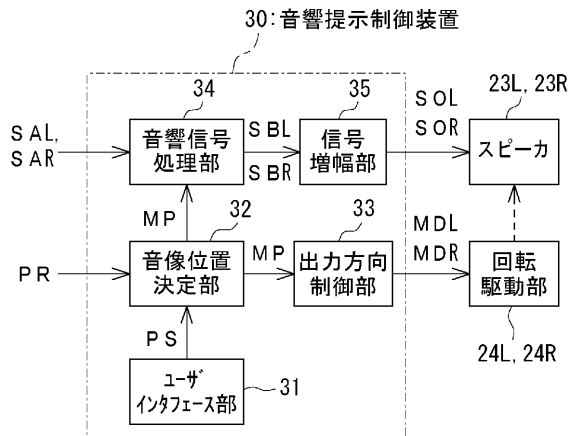 30:音響提示制御装置
34
35
SOL
SOR
23L, 23R
SAL,
SAR
音響信号
処理部
SBL
SBR
信号
増幅部
スピーカ
MP
32
33
MDL
MDR
PR
音像位置
決定部
MP
出力方向
制御部
回転
駆動部
PS
24L, 24R
ユーザ
インタフェース部
31